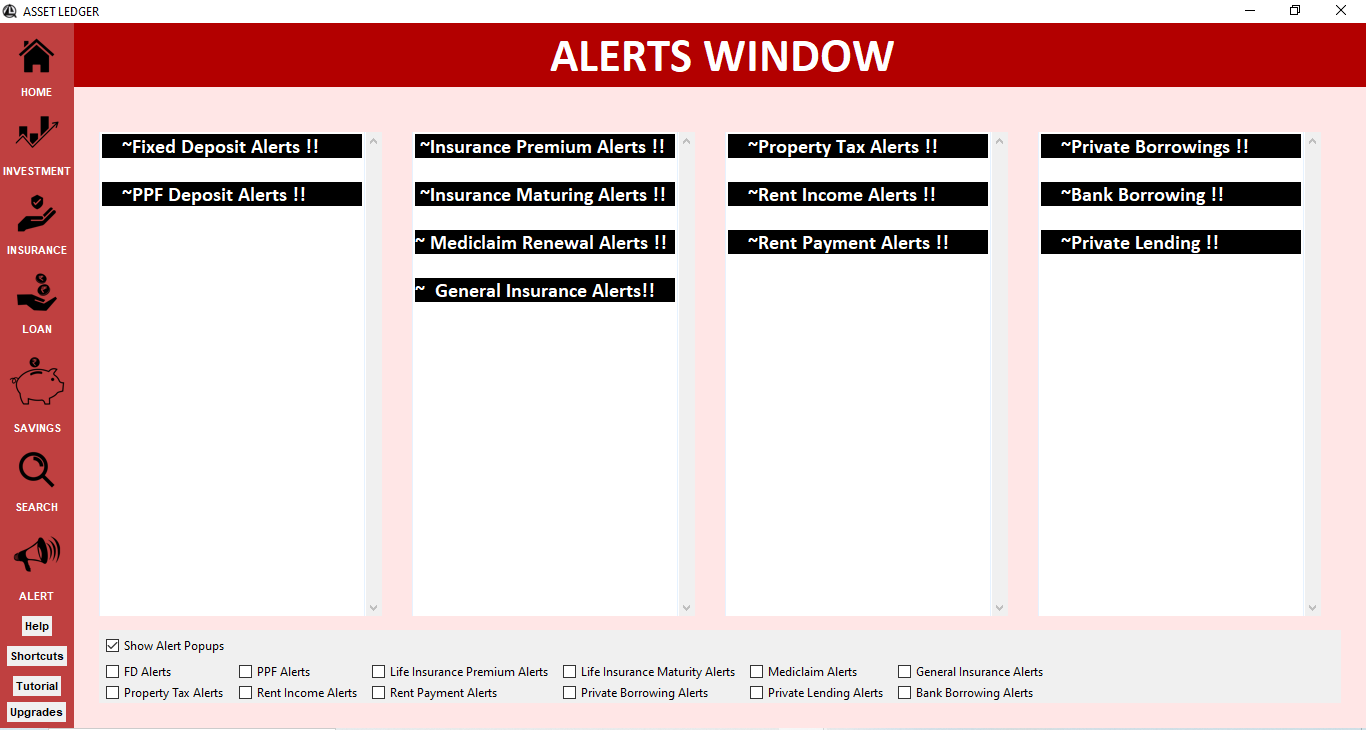 ASSET LEDGER
ALERTS WINDOW
HOME
INVESTMENT
INSURANCE
LOAN
SAVINGS
SEARCH
ALERT
Help
Shortcuts
Tutorial
Upgrades
~Fixed Deposit Alerts !!
~PPF Deposit Alerts !!
~Insurance Premium Alerts !!
~Insurance Maturing Alerts !!
~ Mediclaim Renewal Alerts !!
~  General Insurance Alerts!!
~Property Tax Alerts !!
~Rent Income Alerts !!
~Rent Payment Alerts !!
~Private Borrowings !!
~Bank Borrowing !!
~Private Lending !!
Show Alert Popups
FD Alerts PPF Alerts Life Insurance Premium Alerts Life Insurance Maturity Alerts Mediclaim Alerts General Insurance Alerts
Property Tax Alerts Rent Income Alerts Rent Payment Alerts Private Borrowing Alerts Private Lending Alerts Bank Borrowing Alerts